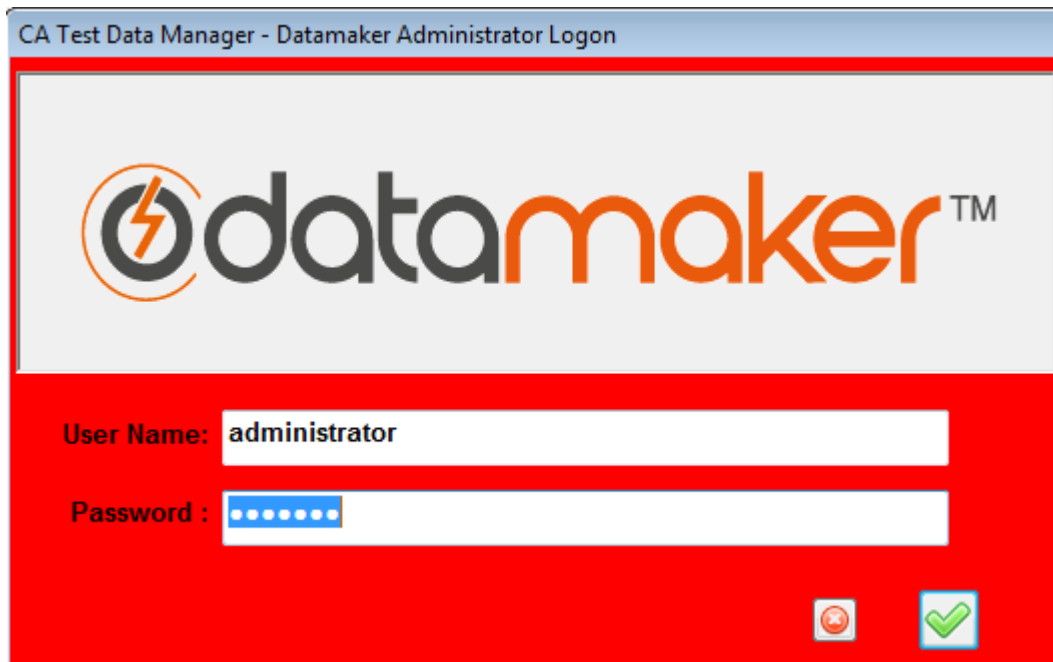 CA Test Data Manager - Datamaker Administrator Logon
datamaker™
User Name: administrator
Password : •••••••